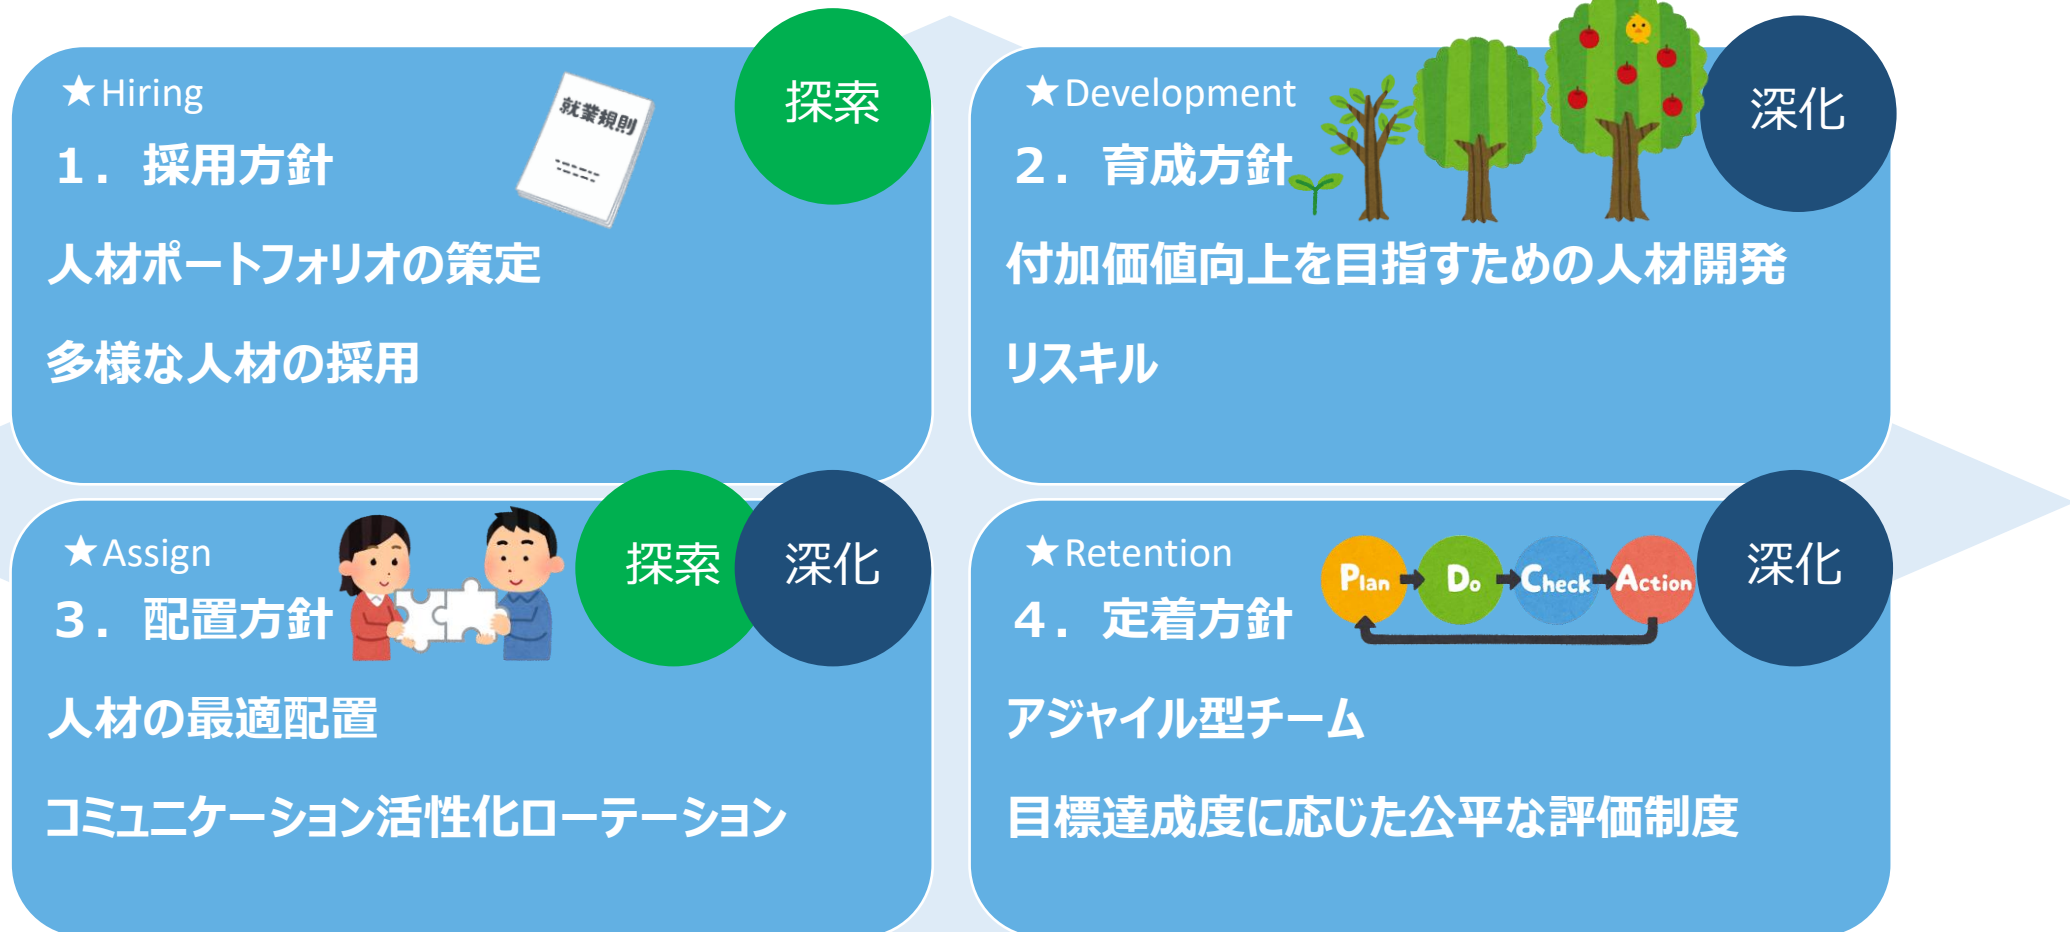 ★Hiring
就業規則
探索
1. 採用方針
人材ポートフォリオの策定
多様な人材の採用
★Development
深化
2. 育成方針
付加価値向上を目指すための人材開発
リスキル
★Assign
探索
深化
3. 配置方針
人材の最適配置
コミュニケーション活性化ローテーション
★Retention
Plan Do Check Action
深化
4. 定着方針
アジャイル型チーム
目標達成度に応じた公平な評価制度